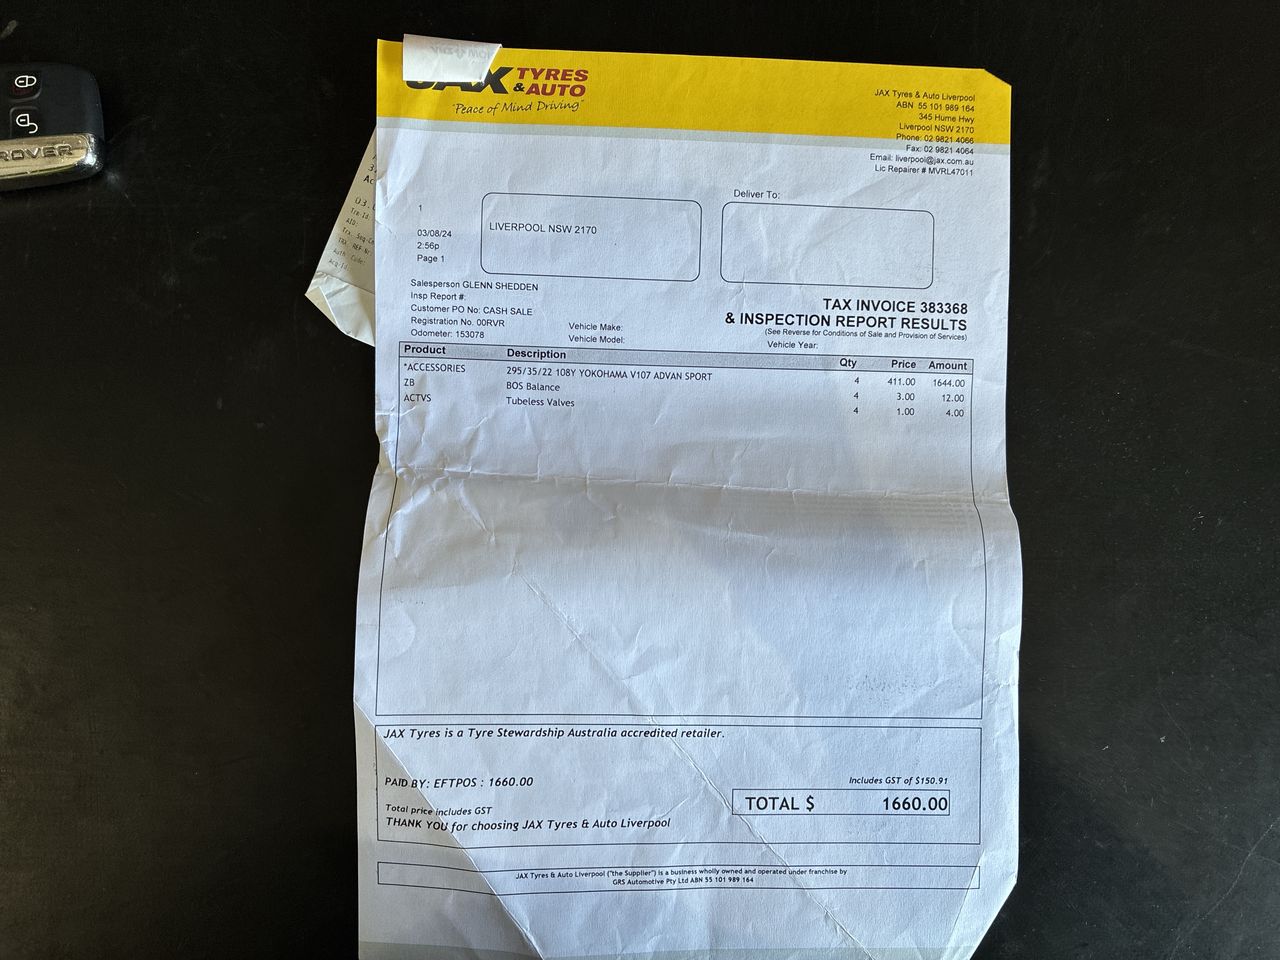 ROVER
JAX TYRES
& AUTO
"Peace of Mind Driving"
JAX Tyres & Auto Liverpool
ABN 55 101 989 164
345 Hume Hwy
Liverpool NSW 2170
Phone: 02 9821 4066
Fax: 02 9821 4064
Email: liverpool@jax.com.au
Lic Repairer # MVRL47011
1
03/08/24
2:56p
Page 1
LIVERPOOL NSW 2170
Deliver To:
Salesperson GLENN SHEDDEN
Insp Report #:
Customer PO No: CASH SALE
Registration No. 00RVR
Odometer: 153078
Vehicle Make:
Vehicle Model:
TAX INVOICE 383368
& INSPECTION REPORT RESULTS
(See Reverse for Conditions of Sale and Provision of Services)
Vehicle Year:
Product Description Qty Price Amount
*ACCESSORIES 295/35/22 108Y YOKOHAMA V107 ADVAN SPORT 4 411.00 1644.00
ZB BOS Balance 4 3.00 12.00
ACTVS Tubeless Valves 4 1.00 4.00
JAX Tyres is a Tyre Stewardship Australia accredited retailer.
PAID BY: EFTPOS : 1660.00
Includes GST of $150.91
TOTAL $ 1660.00
Total price includes GST
THANK YOU for choosing JAX Tyres & Auto Liverpool
JAX Tyres & Auto Liverpool ("the Supplier") is a business wholly owned and operated under franchise by
GRS Automotive Pty Ltd ABN 55 101 989 164